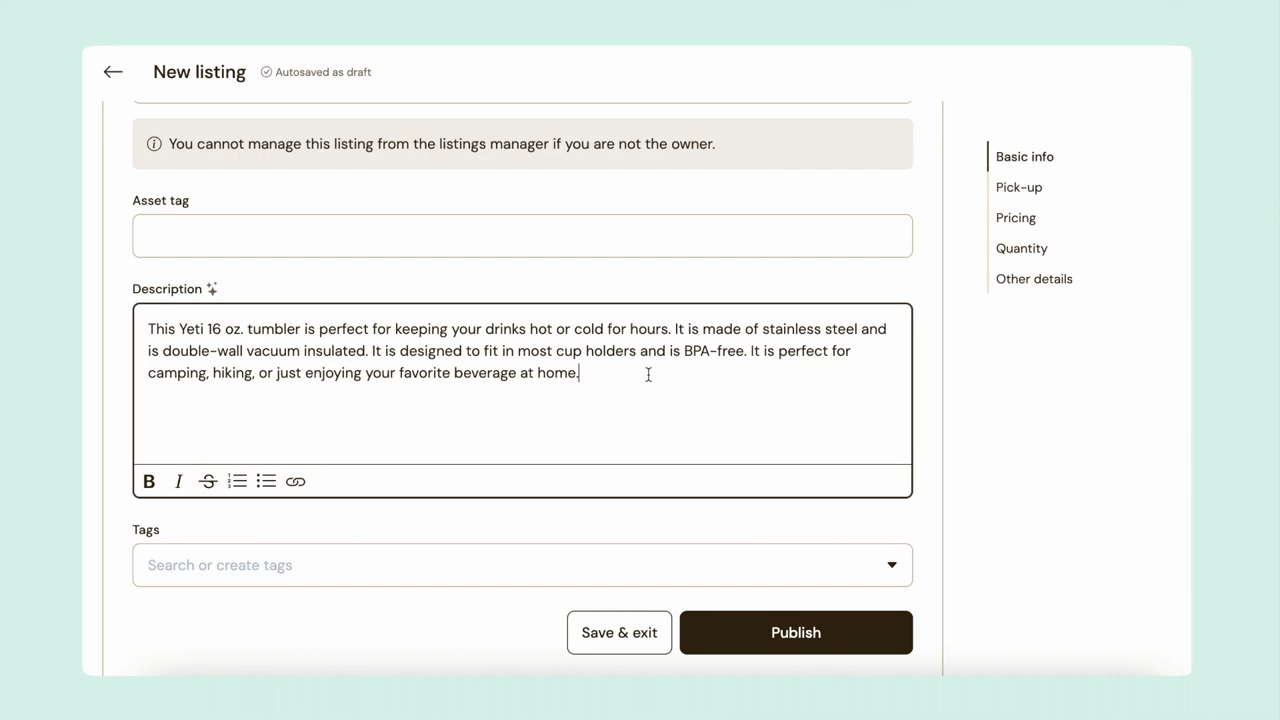 New listing
Autosaved as draft
You cannot manage this listing from the listings manager if you are not the owner.
Basic info
Pick-up
Pricing
Quantity
Other details
Asset tag
Description
This Yeti 16 oz. tumbler is perfect for keeping your drinks hot or cold for hours. It is made of stainless steel and
is double-wall vacuum insulated. It is designed to fit in most cup holders and is BPA-free. It is perfect for
camping, hiking, or just enjoying your favorite beverage at home.
B I S
Tags
Search or create tags
Save & exit
Publish